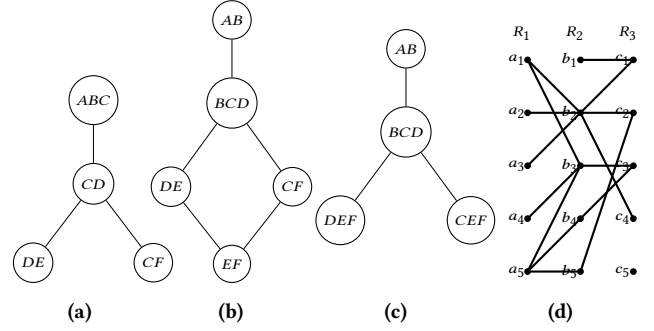 ABC
CD
DE CF
(a)
AB
BCD
DE CF
EF
(b)
AB
BCD
DEF CEF
(c)
R1 R2 R3
a1 b1 c1
a2 b2 c2
a3 b3 c3
a4 b4 c4
a5 b5 c5
(d)